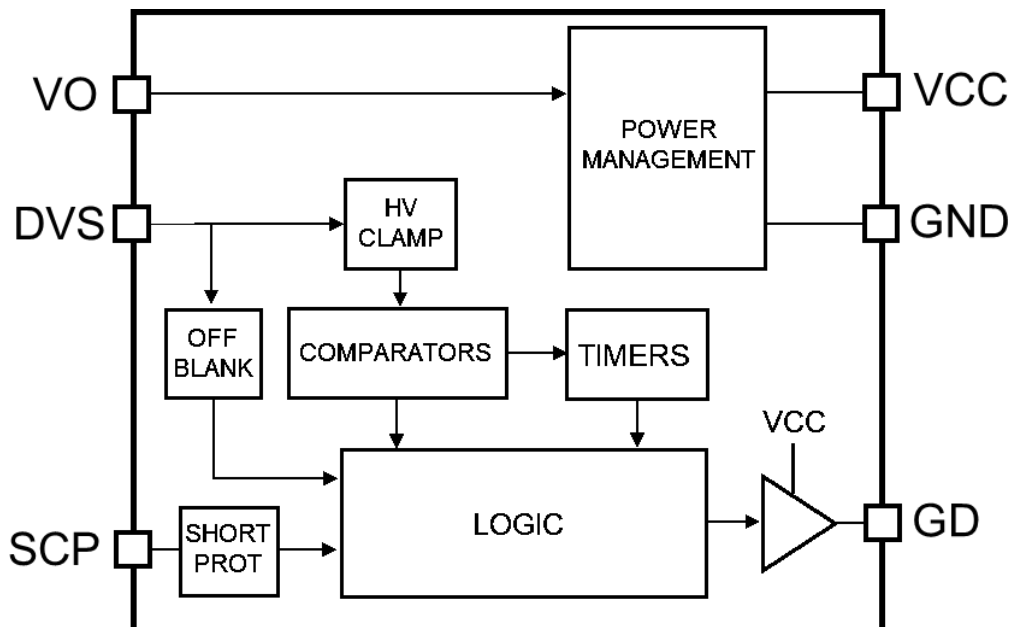 VO
POWER
MANAGEMENT
VCC
DVS
HV
CLAMP
GND
OFF
BLANK
COMPARATORS
TIMERS
VCC
SCP
SHORT
PROT
LOGIC
GD